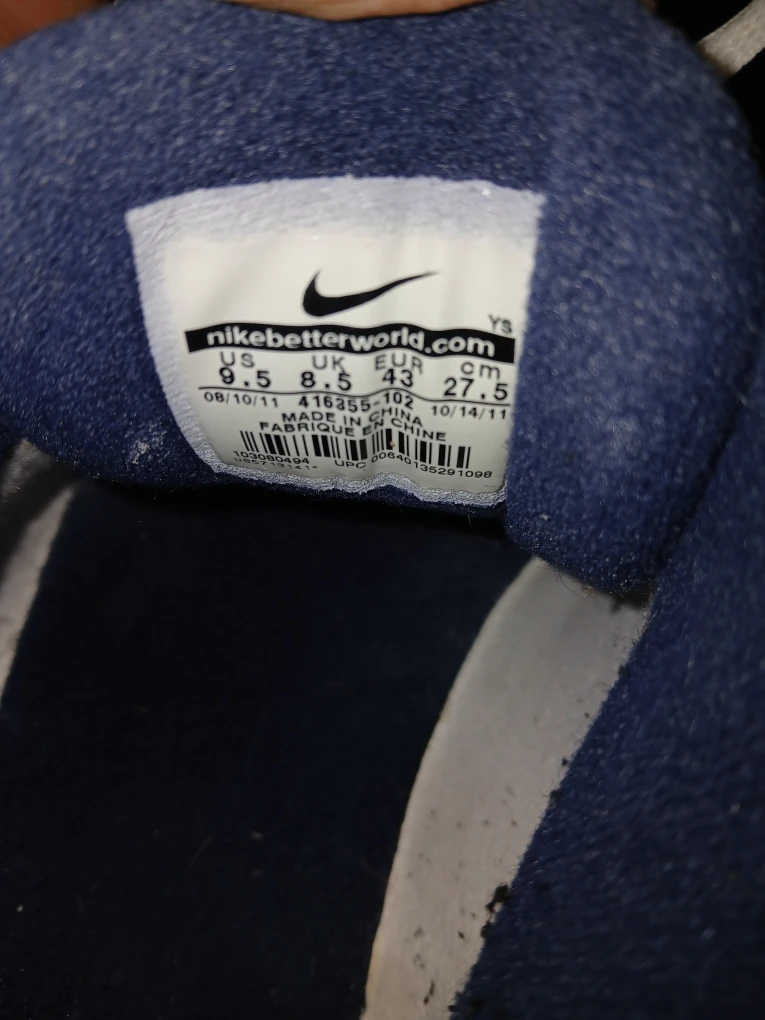 YS
nikebetterworld.com
US UK EUR cm
9.5 8.5 43 27.5
08/10/11 416355-102 10/14/11
MADE IN CHINA
FABRIQUE EN CHINE
103080494 UPC 00640135291098